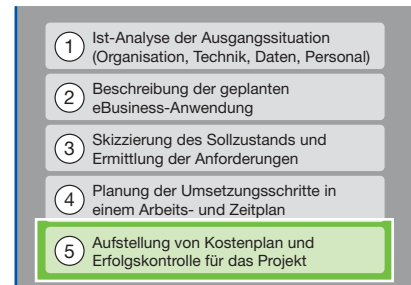 1 Ist-Analyse der Ausgangssituation
(Organisation, Technik, Daten, Personal)
2 Beschreibung der geplanten
eBusiness-Anwendung
3 Skizzierung des Sollzustands und
Ermittlung der Anforderungen
4 Planung der Umsetzungsschritte in
einem Arbeits- und Zeitplan
5 Aufstellung von Kostenplan und
Erfolgskontrolle für das Projekt